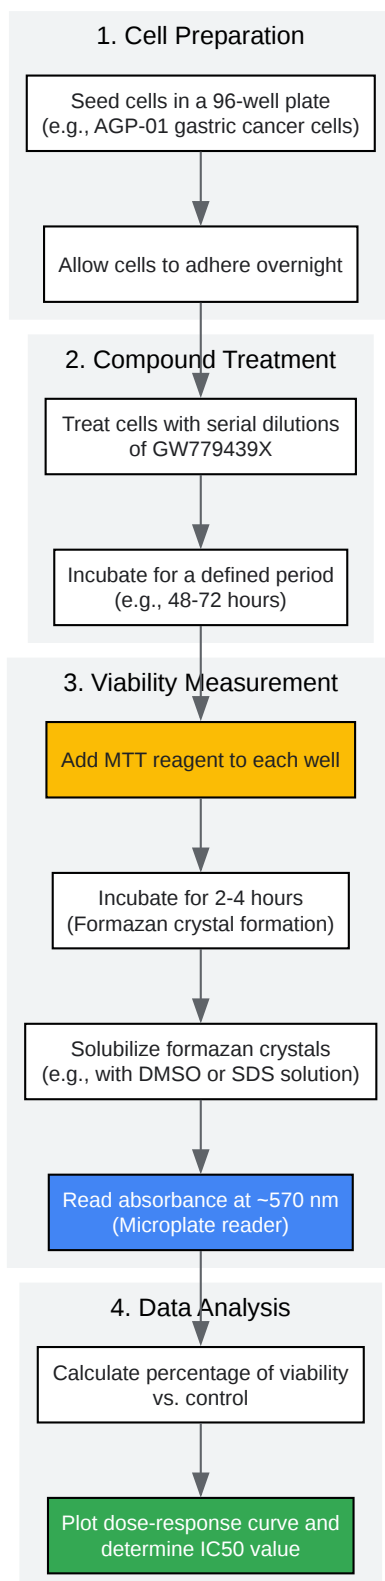 1. Cell Preparation
Seed cells in a 96-well plate
(e.g., AGP-01 gastric cancer cells)
Allow cells to adhere overnight
2. Compound Treatment
Treat cells with serial dilutions
of GW779439X
Incubate for a defined period
(e.g., 48-72 hours)
3. Viability Measurement
Add MTT reagent to each well
Incubate for 2-4 hours
(Formazan crystal formation)
Solubilize formazan crystals
(e.g., with DMSO or SDS solution)
Read absorbance at ~570 nm
(Microplate reader)
4. Data Analysis
Calculate percentage of viability
vs. control
Plot dose-response curve and
determine IC50 value